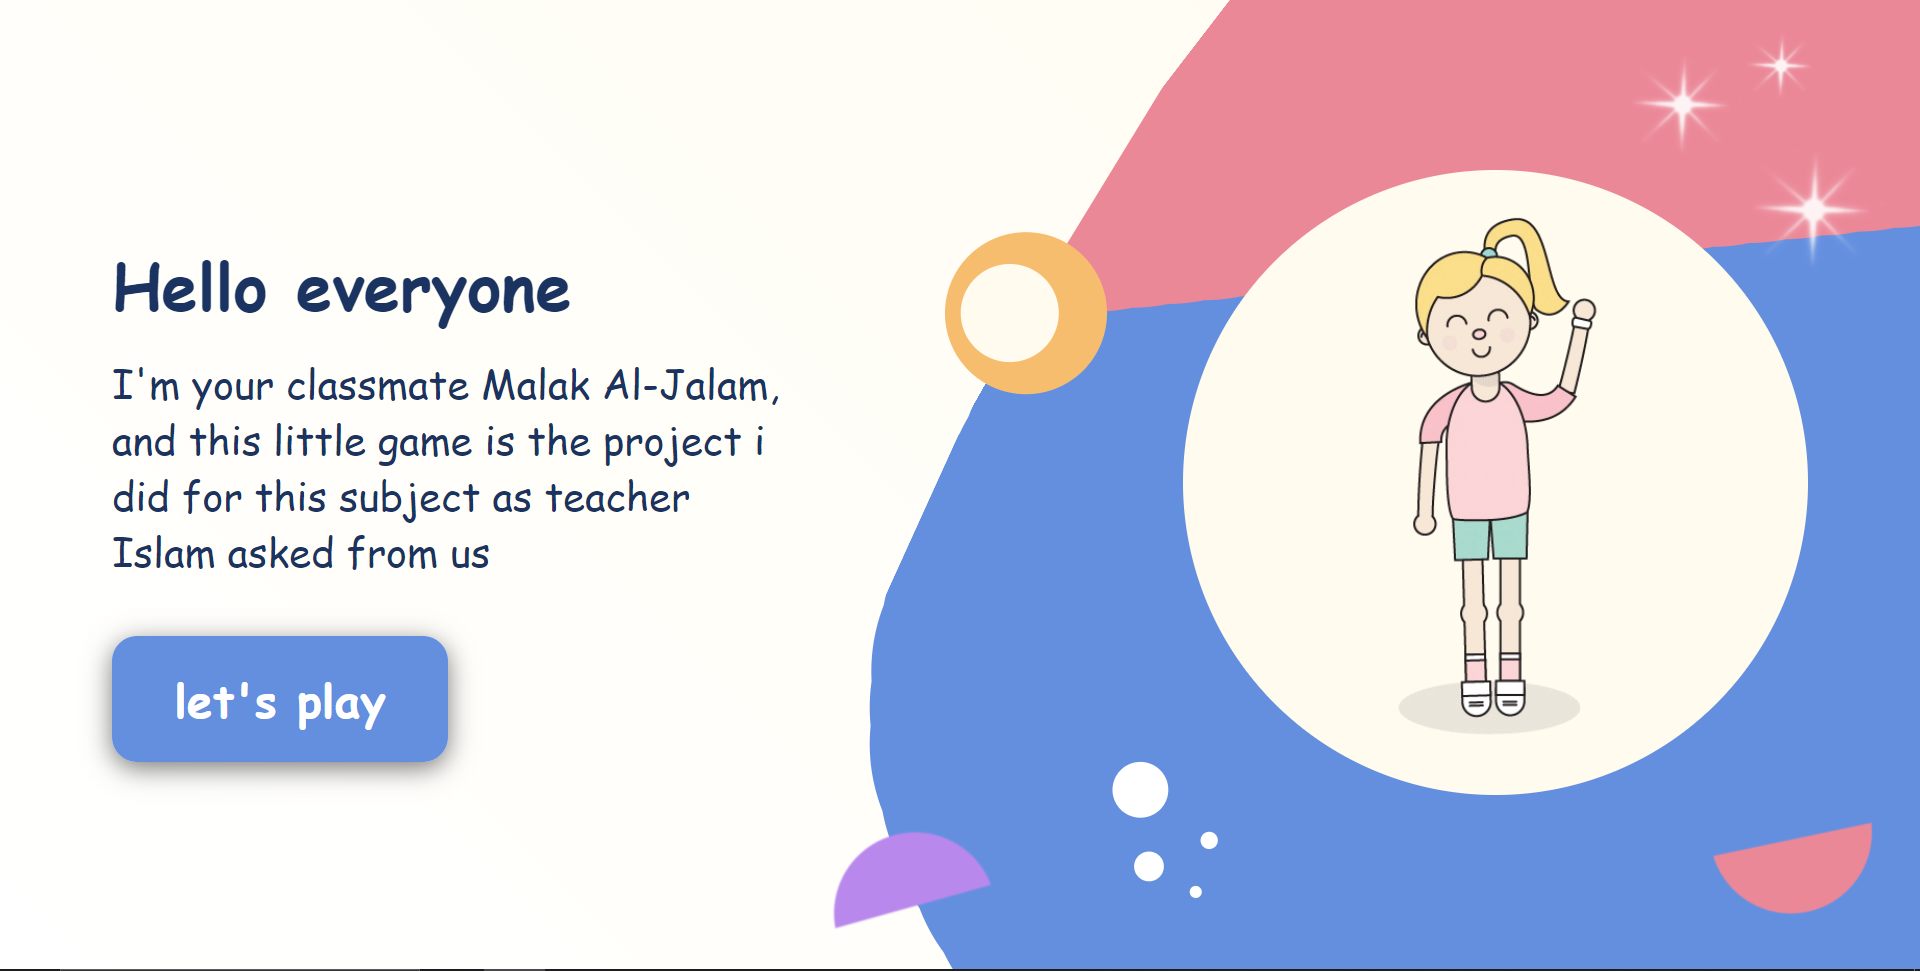 Hello everyone
I'm your classmate Malak Al-Jalam,
and this little game is the project i
did for this subject as teacher
Islam asked from us
let's play